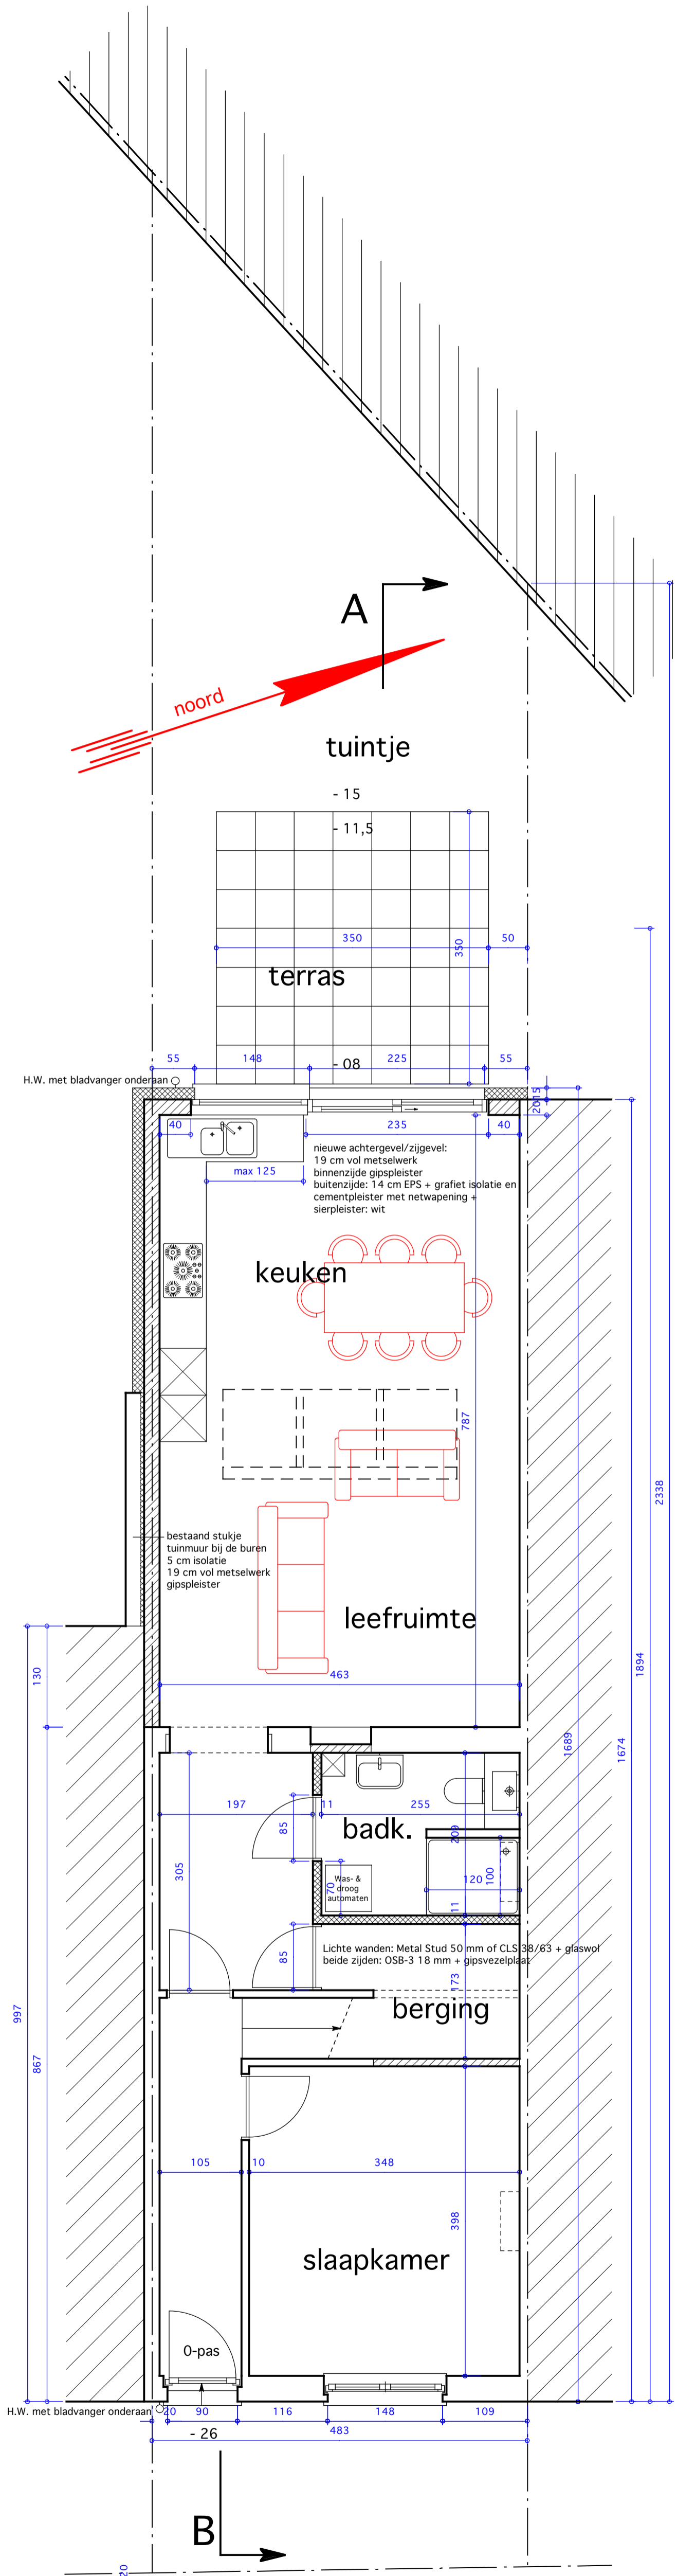 A
noord
tuintje
- 15
- 11,5
350
50
350
terras
- 08
55
148
225
55
H.W. met bladvanger onderaan
2015
40
235
40
nieuwe achtergevel/zijgevel:
19 cm vol metselwerk
binnenzijde gipspleister
buitenzijde: 14 cm EPS + grafiet isolatie en
cementpleister met netwapening +
sierpleister: wit
max 125
keuken
787
2338
bestaand stukje
tuinmuur bij de buren
5 cm isolatie
19 cm vol metselwerk
gipspleister
leefruimte
130
463
1894
1689
1674
197
11
255
85
badk.
209
305
120
100
70
Was- &
droog
automaten
11
85
Lichte wanden: Metal Stud 50 mm of CLS 38/63 + glaswol
beide zijden: OSB-3 18 mm + gipsvezelplaat
173
berging
997
867
105
10
348
398
slaapkamer
0-pas
H.W. met bladvanger onderaan
20
90
116
148
109
- 26
483
B
20